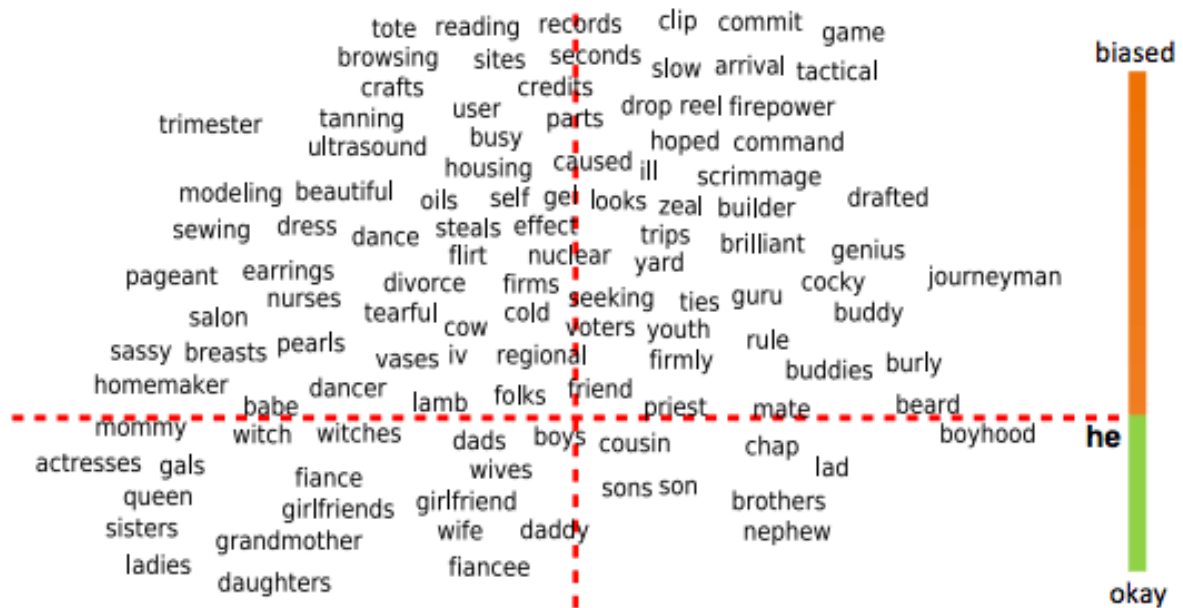 tote reading records clip commit game
biased
browsing sites seconds slow arrival tactical
crafts credits
trimester tanning user parts drop reel firepower
ultrasound busy hoped command
housing caused ill scrimmage
modeling beautiful oils self gel looks zeal builder drafted
sewing dress dance steals effect trips brilliant genius
flirt nuclear yard
pageant earrings divorce firms cocky journeyman
nurses seeking ties guru buddy
salon tearful cow cold voters youth rule
sassy breasts pearls vases iv regional firmly buddies burly
homemaker dancer lamb folks friend
babe priest mate beard
mommy witch witches dads boys cousin chap he boyhood
actresses gals fiance wives lad
queen girlfriends girlfriend sons son brothers
sisters grandmother wife daddy nephew
ladies daughters fiancee
okay